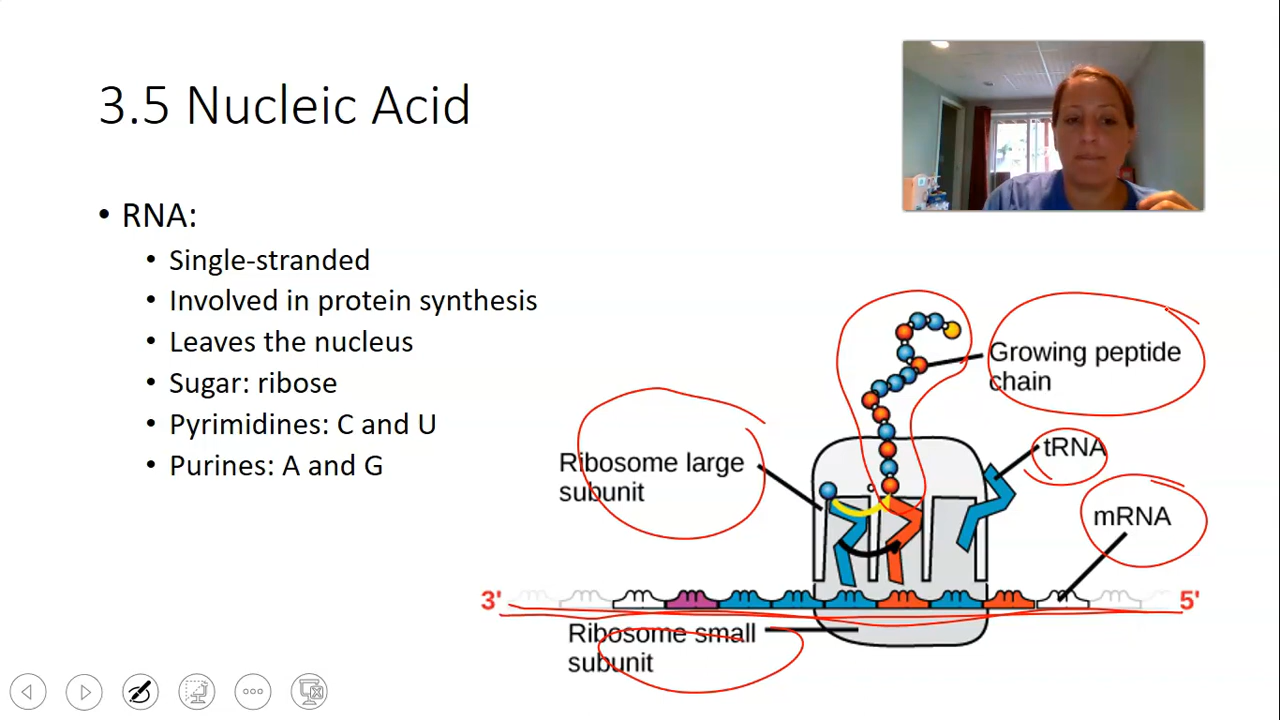 3.5 Nucleic Acid
• RNA:
• Single-stranded
• Involved in protein synthesis
• Leaves the nucleus
• Sugar: ribose
• Pyrimidines: C and U
• Purines: A and G
Growing peptide
chain
tRNA
Ribosome large
subunit
mRNA
3'
5'
Ribosome small
subunit